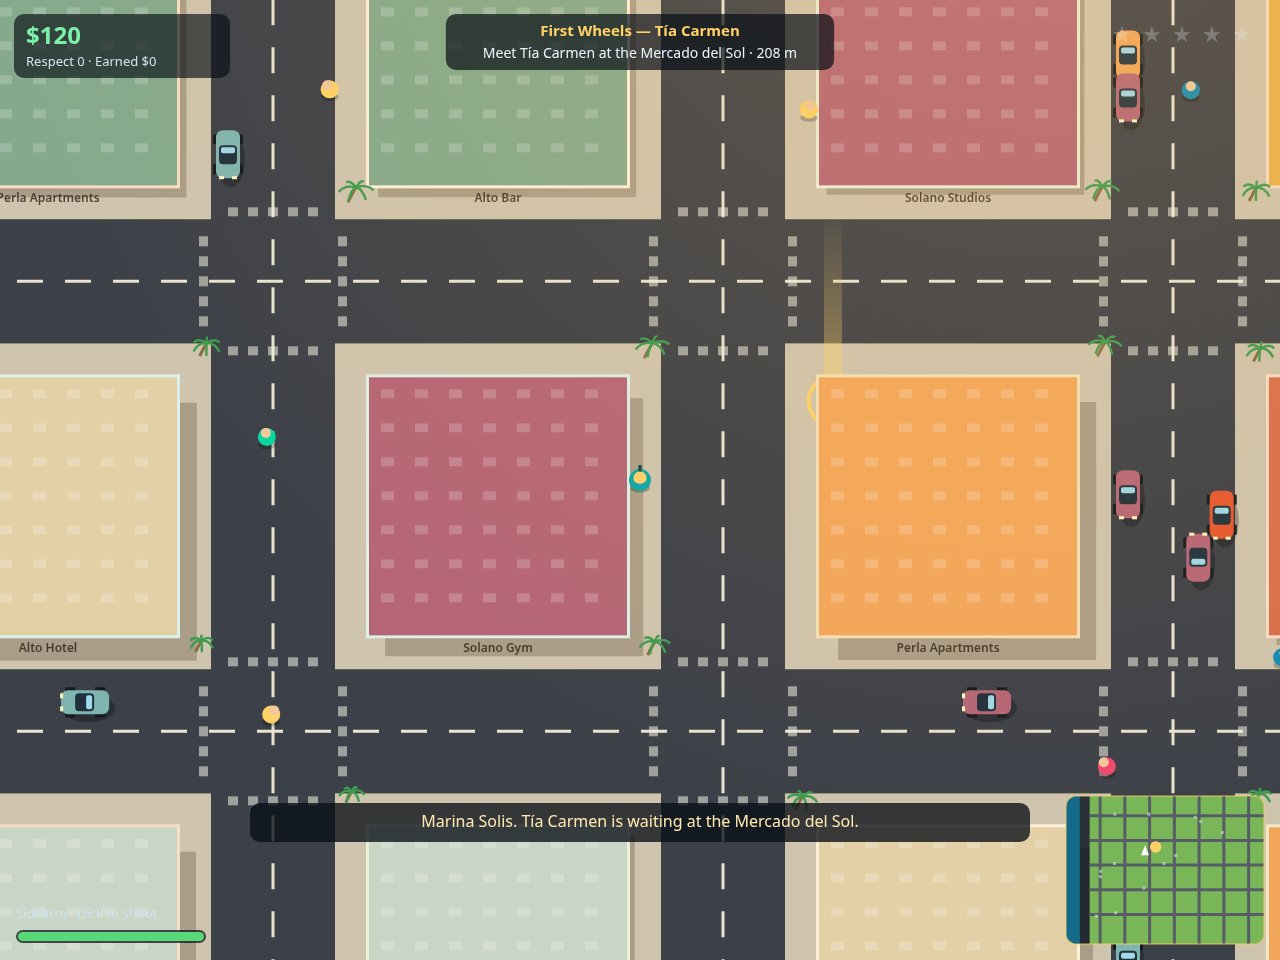 $120
Respect 0 · Earned $0
First Wheels — Tía Carmen
Meet Tía Carmen at the Mercado del Sol · 208 m
Perla Apartments
Alto Bar
Solano Studios
Alto Hotel
Solano Gym
Perla Apartments
Marina Solis. Tía Carmen is waiting at the Mercado del Sol.
Sidearm · click to shoot